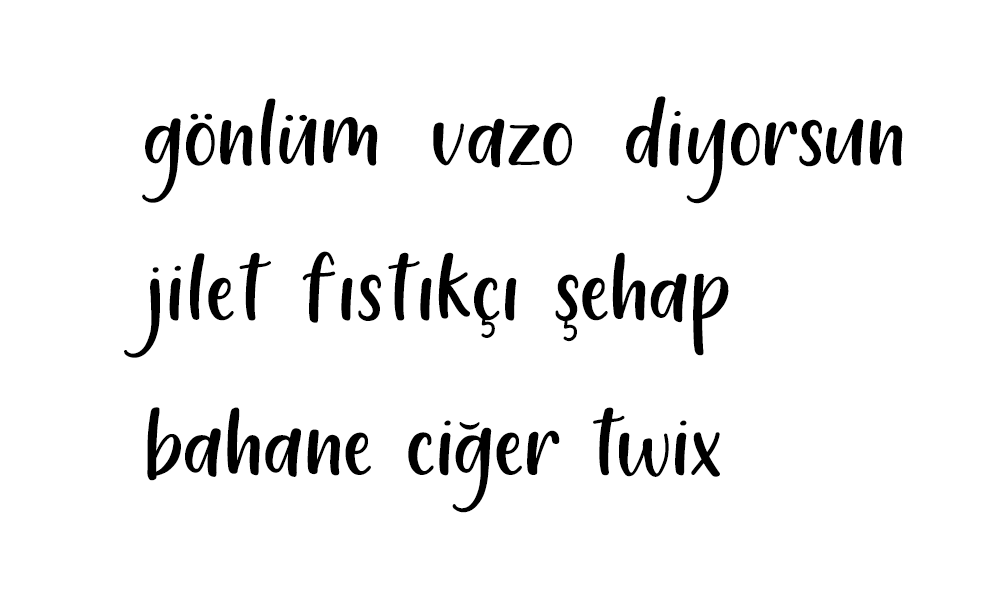 gönlüm vazo diyorsun
jilet fıstıkçı şehap
bahane ciğer twix